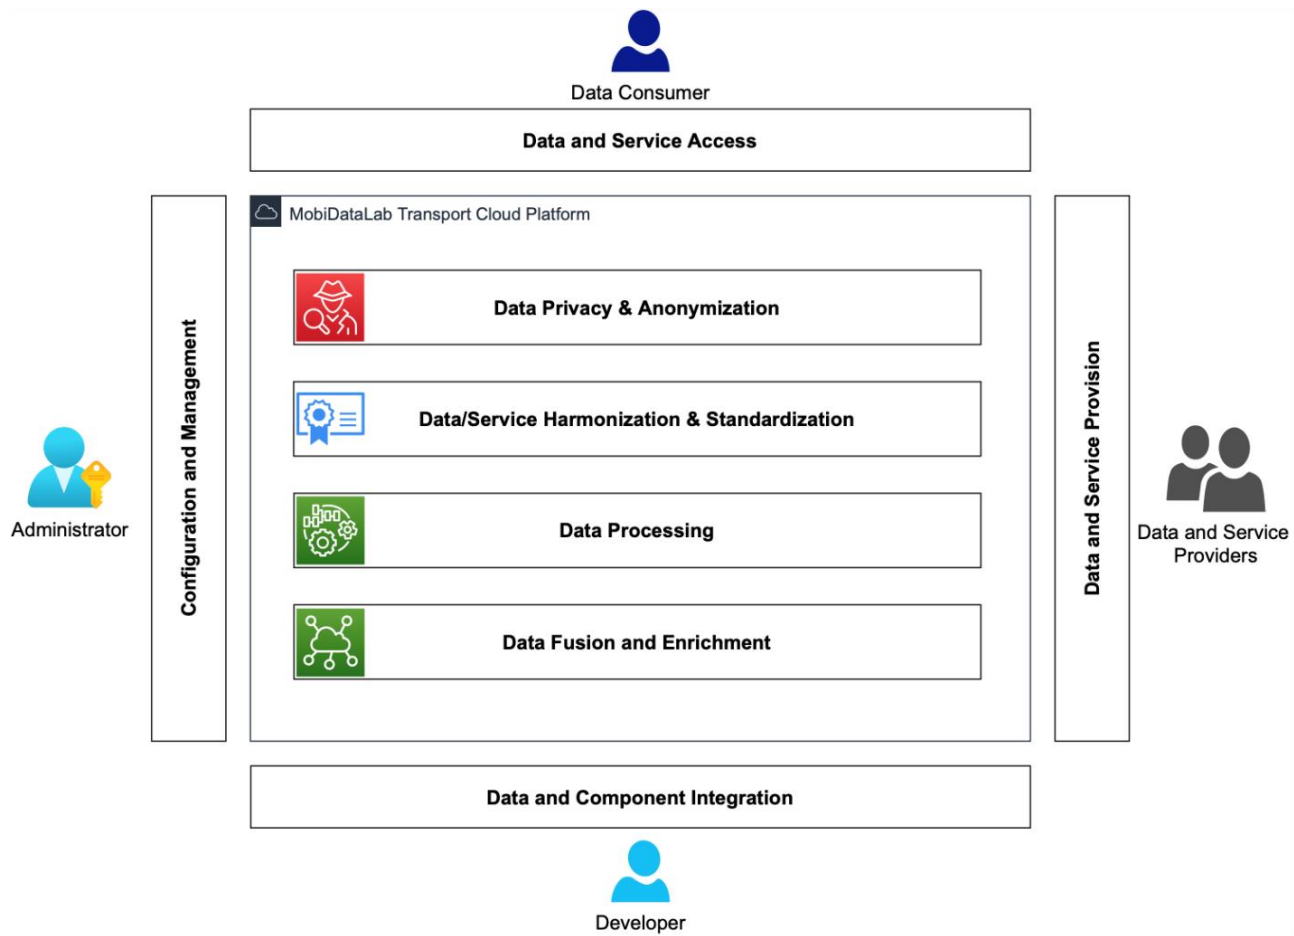 Data Consumer
Data and Service Access
MobiDataLab Transport Cloud Platform
Data Privacy & Anonymization
Data/Service Harmonization & Standardization
Data Processing
Data Fusion and Enrichment
Configuration and Management
Administrator
Data and Service Provision
Data and Service
Providers
Data and Component Integration
Developer